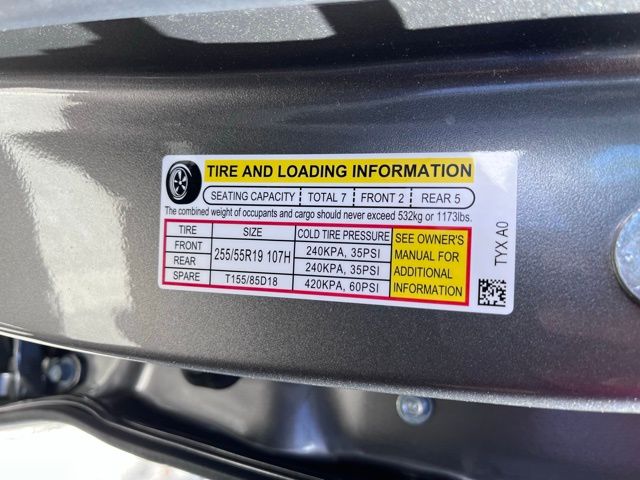 TIRE AND LOADING INFORMATION
SEATING CAPACITY TOTAL 7 FRONT 2 REAR 5
The combined weight of occupants and cargo should never exceed 532kg or 1173lbs.
TIRE SIZE COLD TIRE PRESSURE
FRONT 255/55R19 107H 240KPA, 35PSI
REAR 240KPA, 35PSI
SPARE T155/85D18 420KPA, 60PSI
SEE OWNER'S
MANUAL FOR
ADDITIONAL
INFORMATION
TYX A0